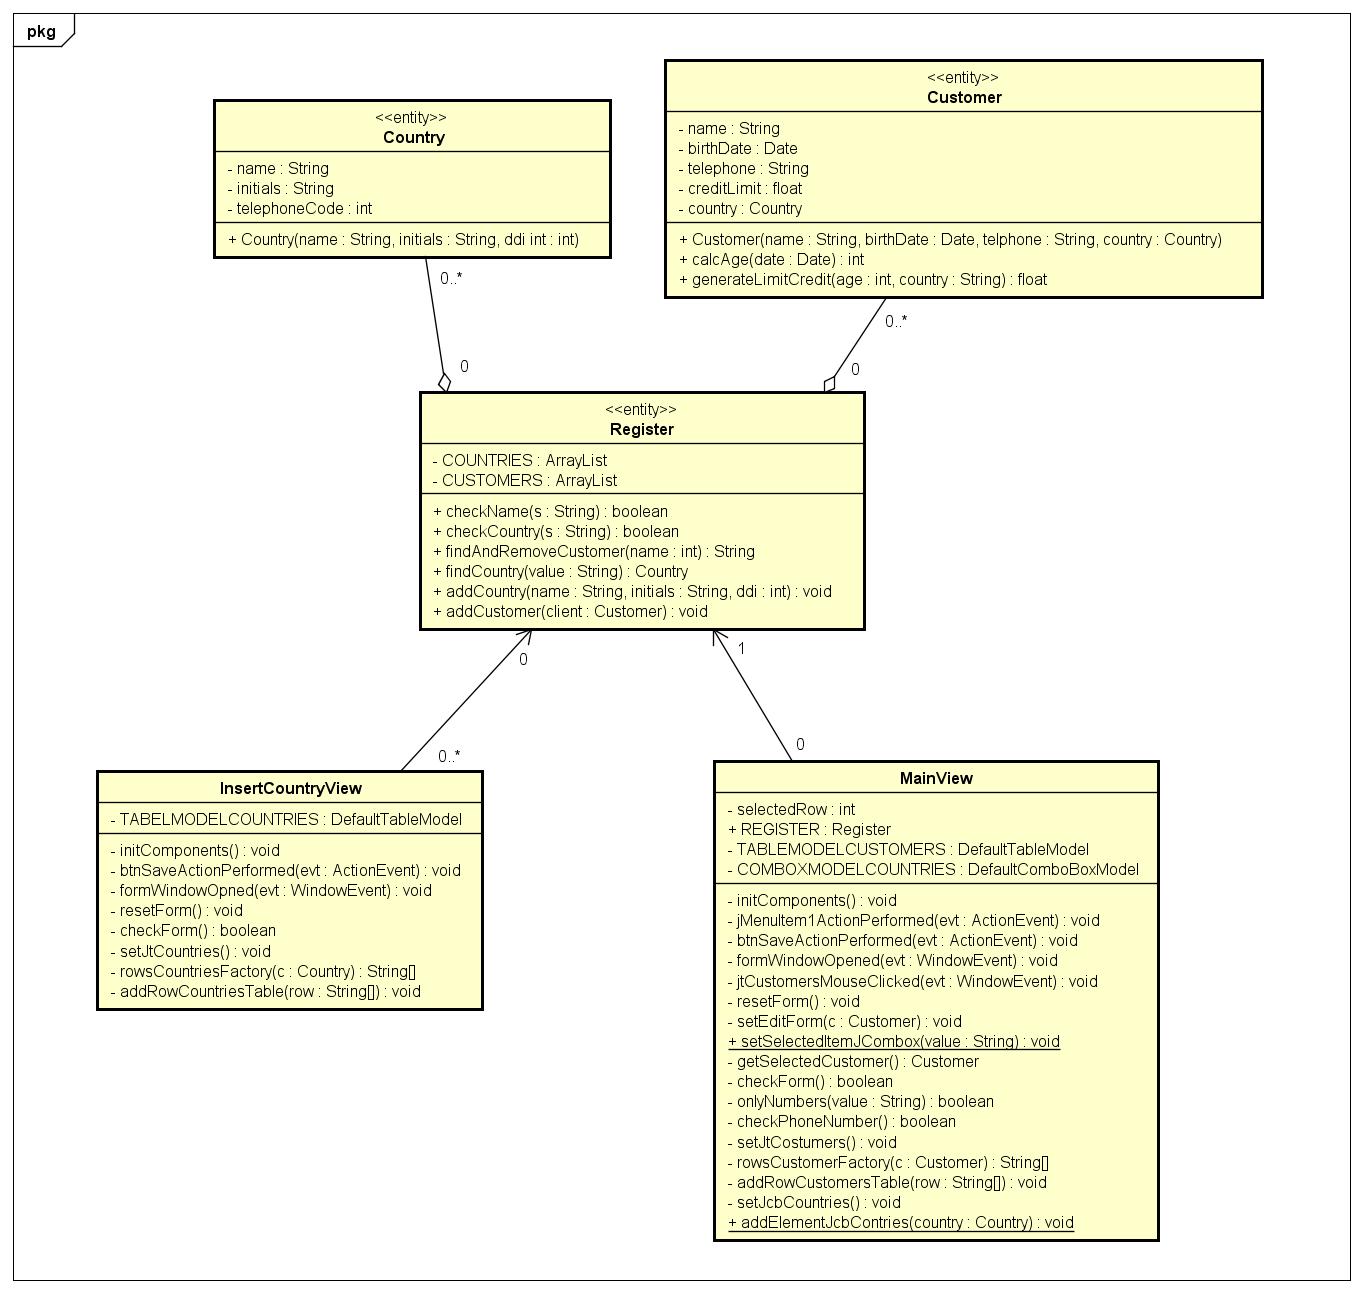 pkg
<<entity>>
Country
- name : String
- initials : String
- telephoneCode : int
+ Country(name : String, initials : String, ddi int : int)
<<entity>>
Customer
- name : String
- birthDate : Date
- telephone : String
- creditLimit : float
- country : Country
+ Customer(name : String, birthDate : Date, telphone : String, country : Country)
+ calcAge(date : Date) : int
+ generateLimitCredit(age : int, country : String) : float
0..*
0
0..*
0
<<entity>>
Register
- COUNTRIES : ArrayList
- CUSTOMERS : ArrayList
+ checkName(s : String) : boolean
+ checkCountry(s : String) : boolean
+ findAndRemoveCustomer(name : int) : String
+ findCountry(value : String) : Country
+ addCountry(name : String, initials : String, ddi : int) : void
+ addCustomer(client : Customer) : void
0
0..*
1
0
InsertCountryView
- TABELMODELCOUNTRIES : DefaultTableModel
- initComponents() : void
- btnSaveActionPerformed(evt : ActionEvent) : void
- formWindowOpned(evt : WindowEvent) : void
- resetForm() : void
- checkForm() : boolean
- setJtCountries() : void
- rowsCountriesFactory(c : Country) : String[]
- addRowCountriesTable(row : String[]) : void
MainView
- selectedRow : int
+ REGISTER : Register
- TABLEMODELCUSTOMERS : DefaultTableModel
- COMBOXMODELCOUNTRIES : DefaultComboBoxModel
- initComponents() : void
- jMenuItem1ActionPerformed(evt : ActionEvent) : void
- btnSaveActionPerformed(evt : ActionEvent) : void
- formWindowOpened(evt : WindowEvent) : void
- jtCustomersMouseClicked(evt : WindowEvent) : void
- resetForm() : void
- setEditForm(c : Customer) : void
+ setSelectedItemJCombox(value : String) : void
- getSelectedCustomer() : Customer
- checkForm() : boolean
- onlyNumbers(value : String) : boolean
- checkPhoneNumber() : boolean
- setJtCostumers() : void
- rowsCustomerFactory(c : Customer) : String[]
- addRowCustomersTable(row : String[]) : void
- setJcbCountries() : void
+ addElementJcbContries(country : Country) : void